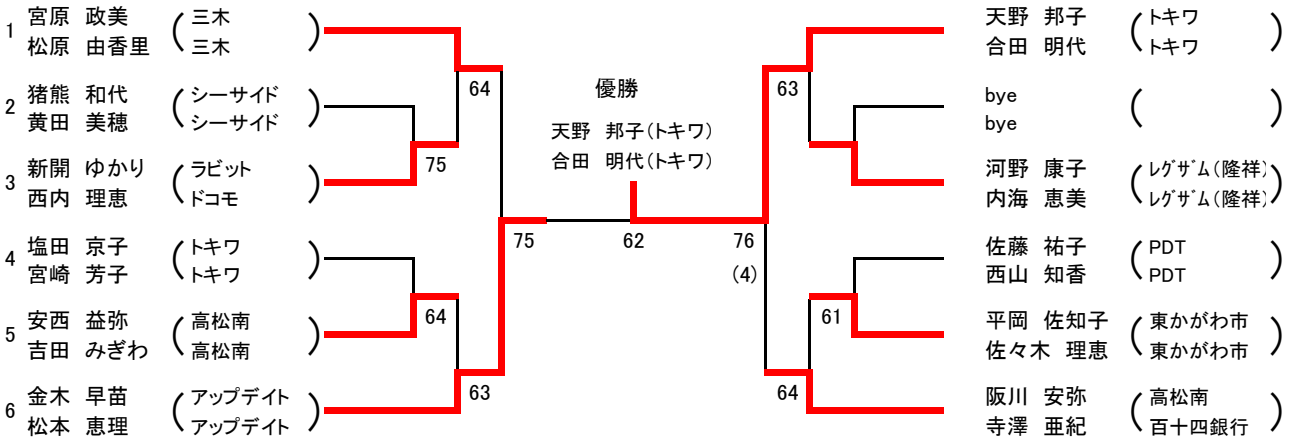 1 宮原 政美 ( 三木 )
松原 由香里 ( 三木 )
2 猪熊 和代 ( シーサイド )
黄田 美穂 ( シーサイド )
3 新開 ゆかり ( ラビット )
西内 理恵 ( ドコモ )
4 塩田 京子 ( トキワ )
宮崎 芳子 ( トキワ )
5 安西 益弥 ( 高松南 )
吉田 みぎわ ( 高松南 )
6 金木 早苗 ( アップデイト )
松本 恵理 ( アップデイト )
64
75
64
63
75
優勝
天野 邦子(トキワ)
合田 明代(トキワ)
62
76
(4)
63
61
64
天野 邦子 ( トキワ )
合田 明代 ( トキワ )
bye ( )
bye
河野 康子 ( レグザム(隆祥) )
内海 恵美 ( レグザム(隆祥) )
佐藤 祐子 ( PDT )
西山 知香 ( PDT )
平岡 佐知子 ( 東かがわ市 )
佐々木 理恵 ( 東かがわ市 )
阪川 安弥 ( 高松南 )
寺澤 亜紀 ( 百十四銀行 )